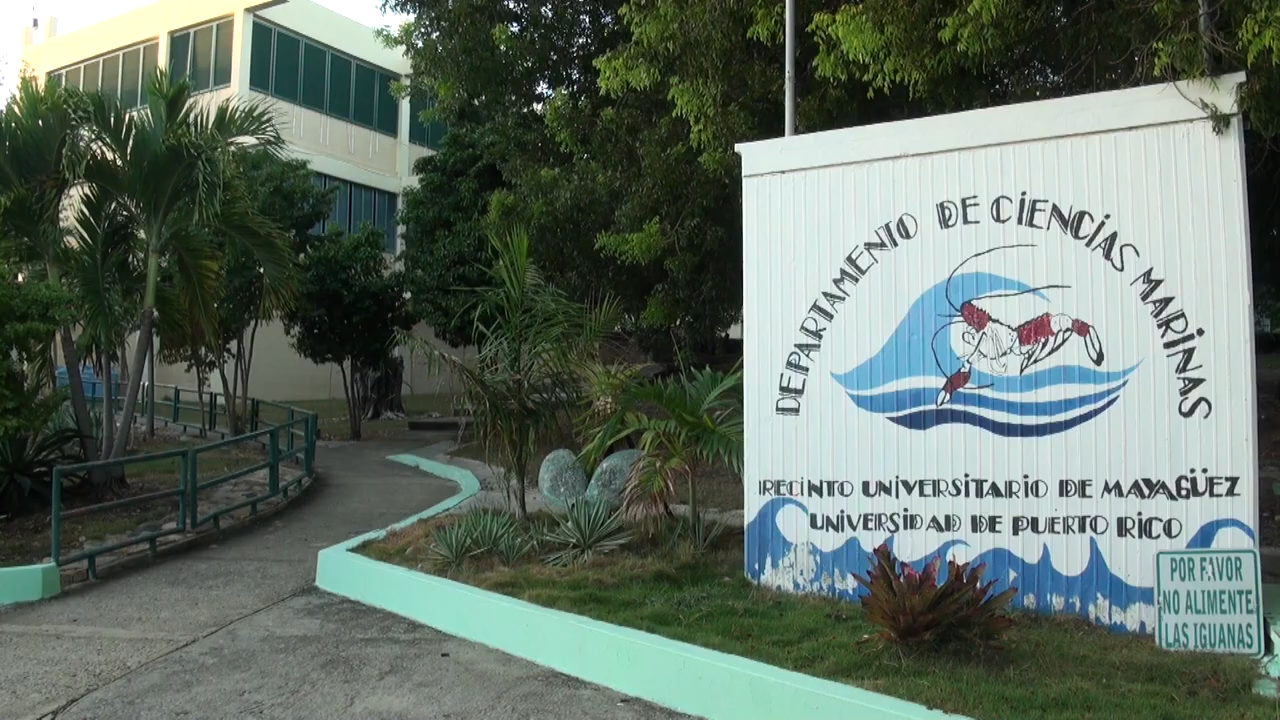 DEPARTAMENTO DE CIENCIAS MARINAS
RECINTO UNIVERSITARIO DE MAYAGÜEZ
UNIVERSIDAD DE PUERTO RICO
POR FAVOR
NO ALIMENTE
LAS IGUANAS